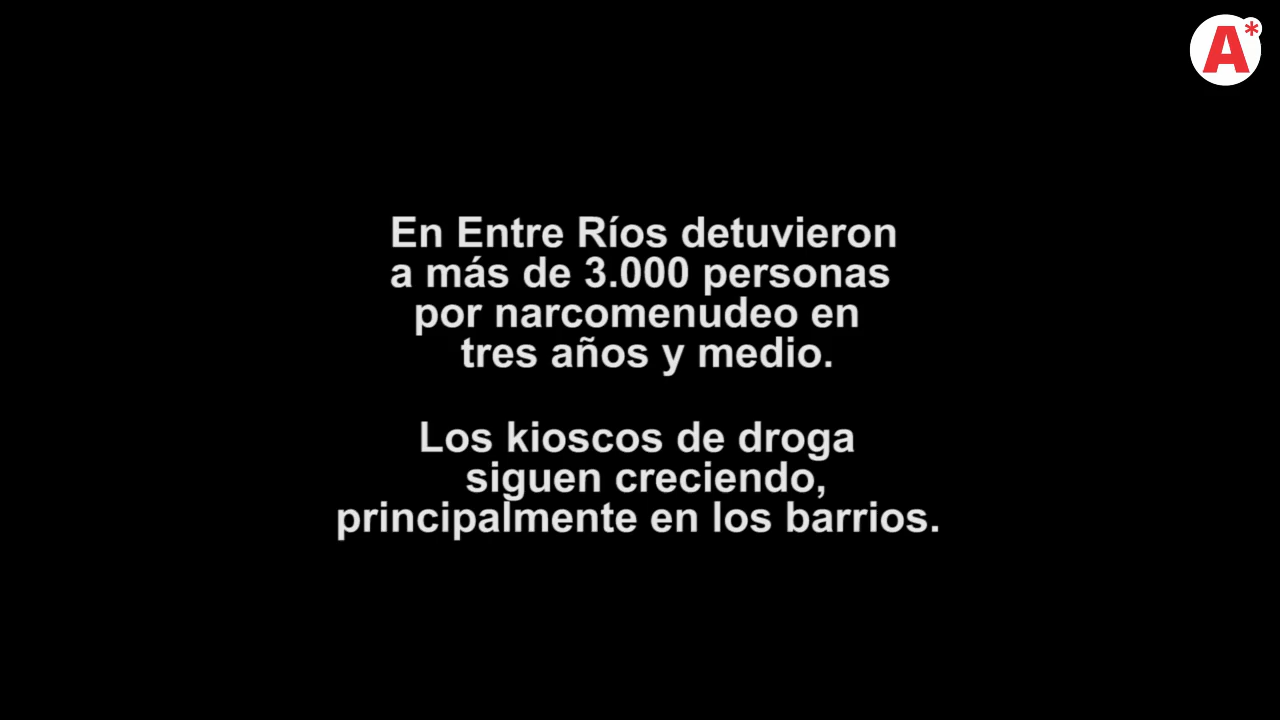 A*
En Entre Ríos detuvieron
a más de 3.000 personas
por narcomenudeo en
tres años y medio.
Los kioscos de droga
siguen creciendo,
principalmente en los barrios.